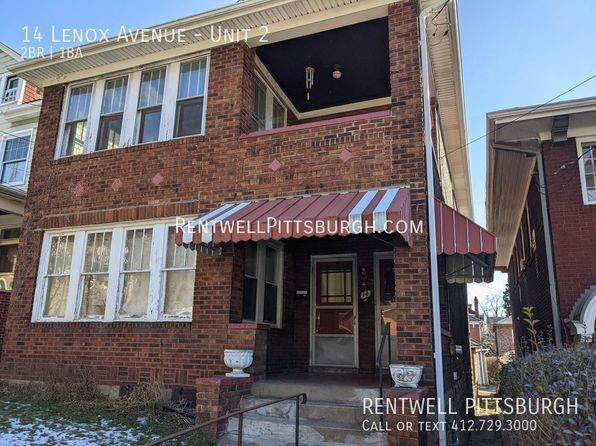 14 Lenox Avenue - Unit 2
2BR | 1BA
RentwellPittsburgh.com
Rentwell Pittsburgh
Call or text 412.729.3000